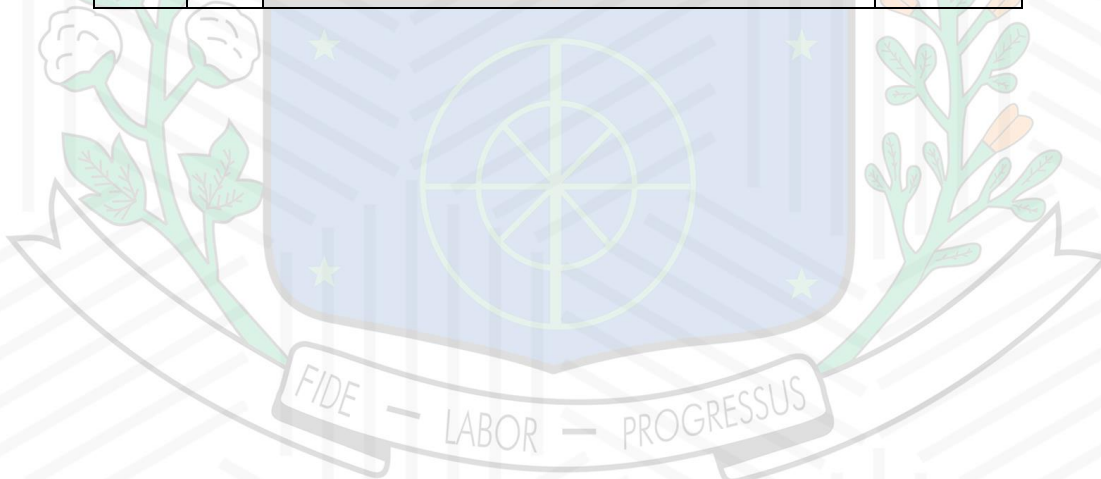 FIDE — LABOR — PROGRESSUS